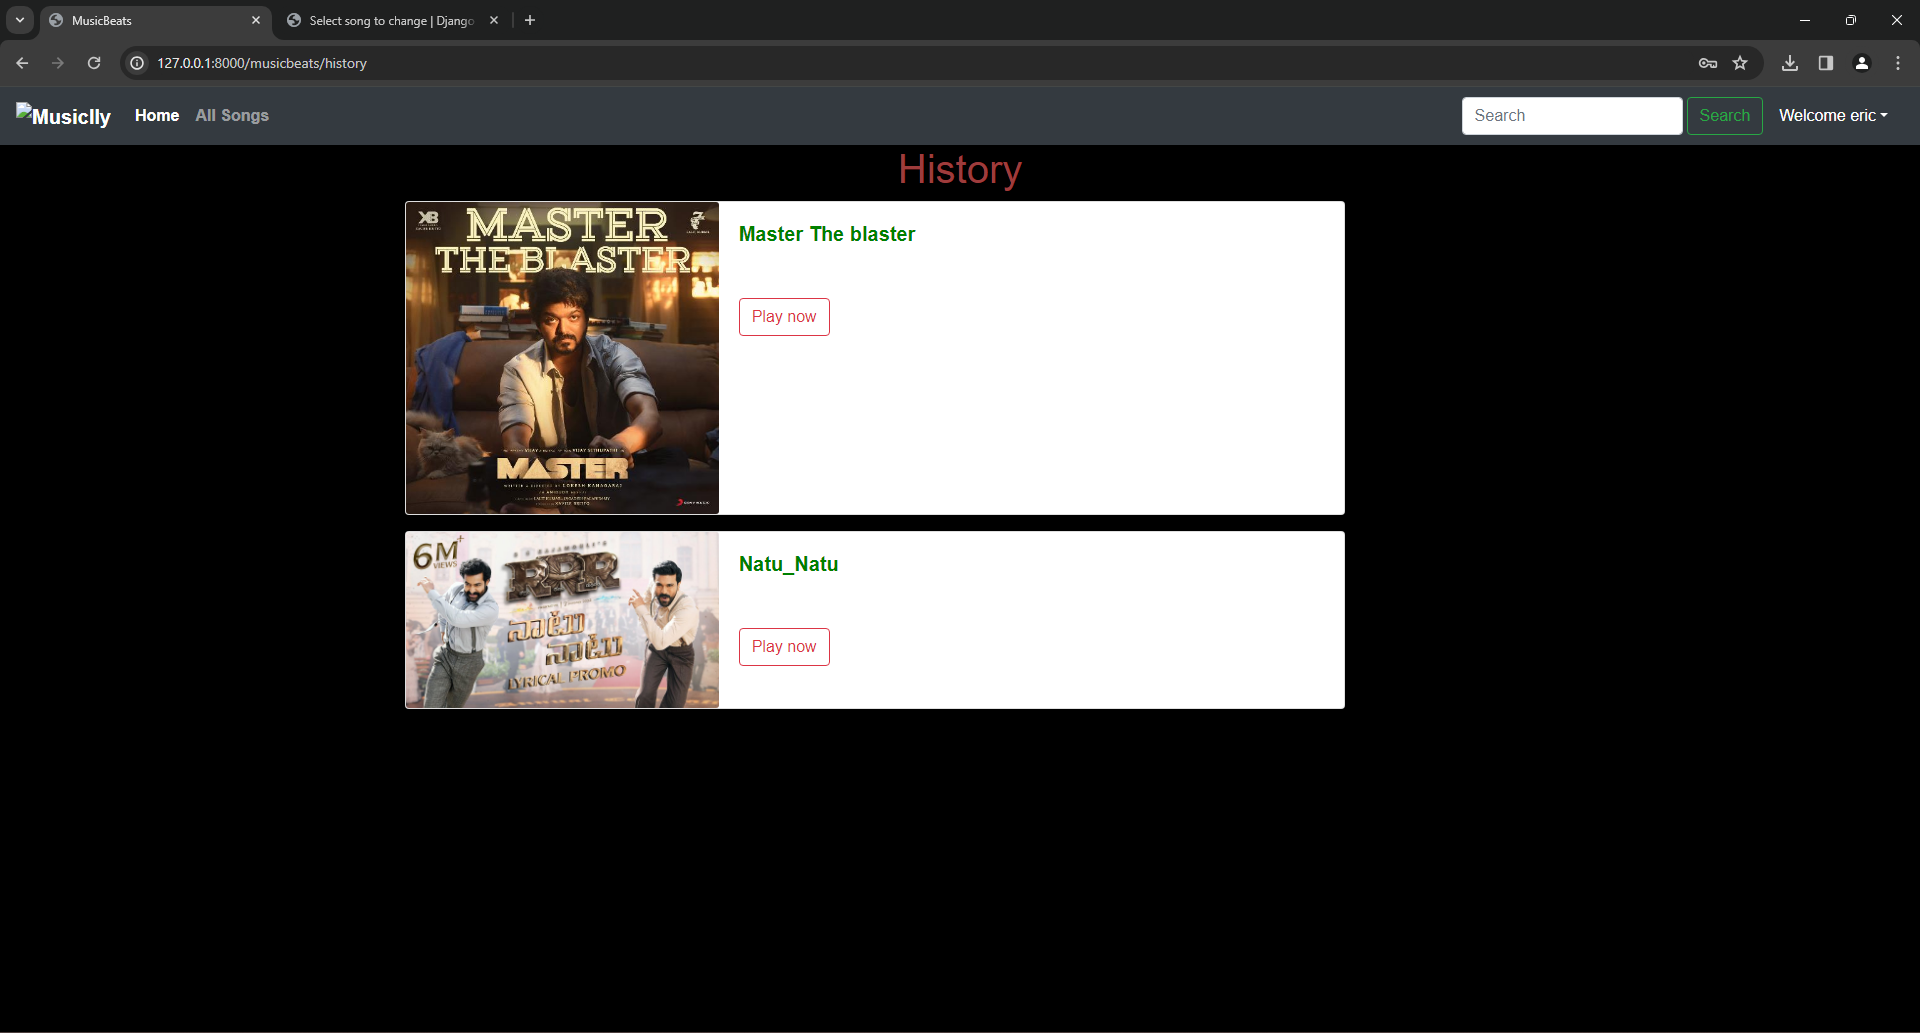 MusicBeats
Select song to change | Django
127.0.0.1:8000/musicbeats/history
Musiclly
Home
All Songs
Search
Search
Welcome eric
History
XB
MASTER
THE BLASTER
MASTER
Master The blaster
Play now
6M+
VIEWS
RRR
నాటు
నాటు
LYRICAL PROMO
Natu_Natu
Play now